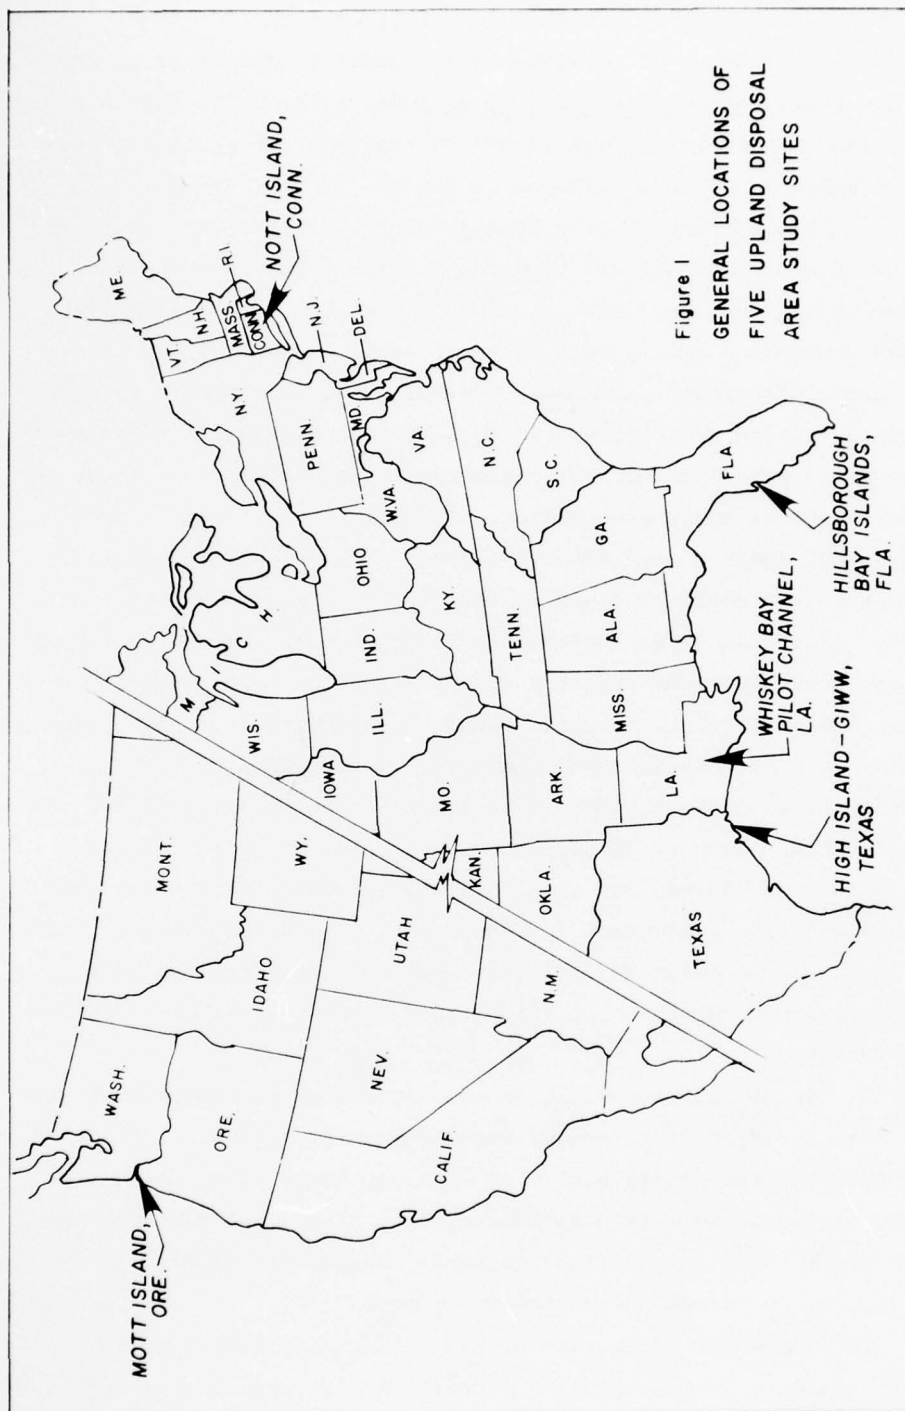 MOTT ISLAND,
ORE.
WASH.
ORE.
CALIF.
NEV.
IDAHO
MONT.
UTAH
WY.
N.M.
TEXAS
OKLA.
KAN.
MO.
IOWA
WIS.
ILL.
ARK.
LA.
MISS.
M I C H
IND.
OHIO
KY.
TENN.
ALA.
GA.
FLA
S.C.
N.C.
VA.
W.VA.
MD.
PENN.
N.Y.
VT.
N.H.
ME.
MASS.
CONN.
R.I.
N.J.
DEL.
NOTT ISLAND,
CONN.
HIGH ISLAND-GIWW,
TEXAS
WHISKEY BAY
PILOT CHANNEL,
LA.
HILLSBOROUGH
BAY ISLANDS,
FLA.
Figure 1
GENERAL LOCATIONS OF
FIVE UPLAND DISPOSAL
AREA STUDY SITES